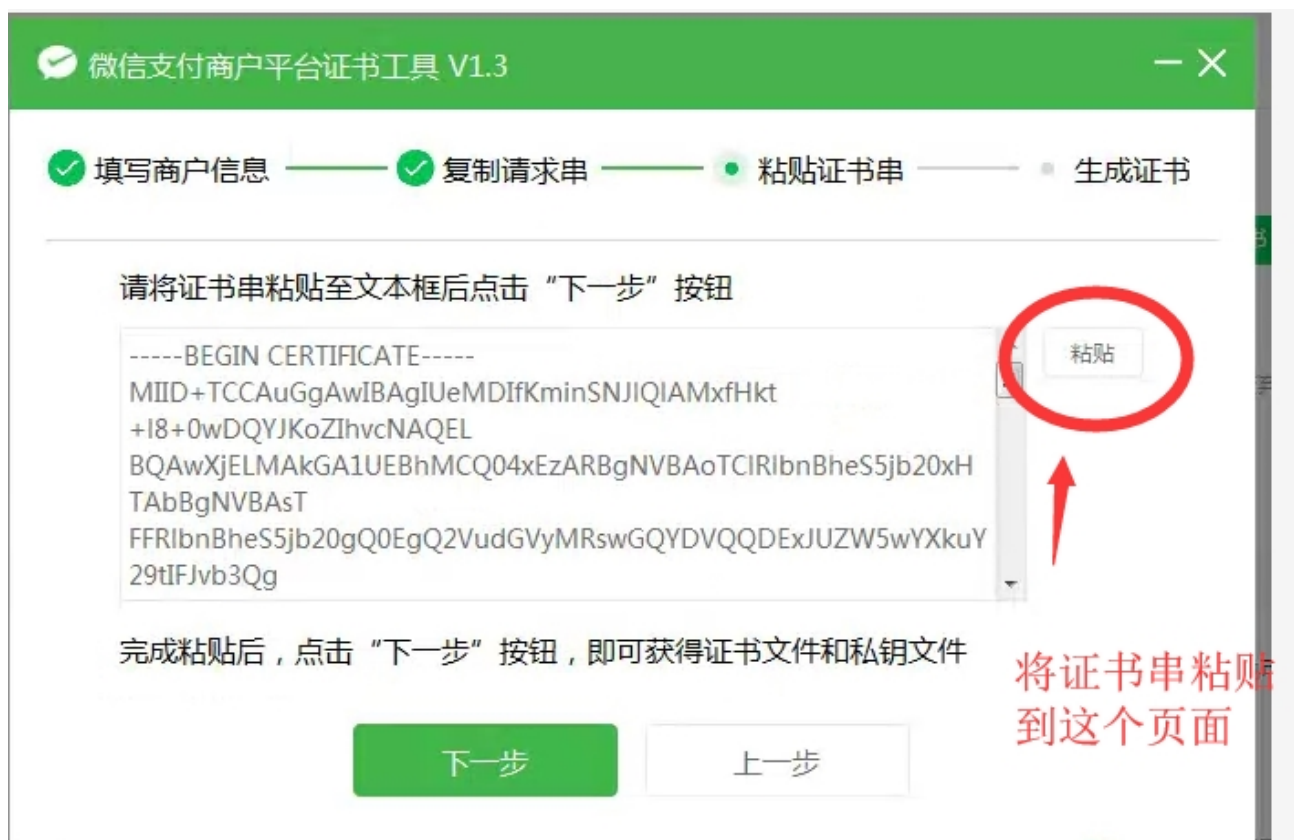 微信支付商户平台证书工具 V1.3
填写商户信息 复制请求串 粘贴证书串 生成证书
书
请将证书串粘贴至文本框后点击“下一步”按钮
粘贴
-----BEGIN CERTIFICATE-----
MIID+TCCAuGgAwIBAgIUeMDIfKminSNJlQlAMxfHkt
+I8+0wDQYJKoZIhvcNAQEL
BQAwXjELMAkGA1UEBhMCQ04xEzARBgNVBAoTClRlbnBheS5jb20xH
TAbBgNVBAsT
FFRlbnBheS5jb20gQ0EgQ2VudGVyMRswGQYDVQQDExJUZW5wYXkuY
29tIFJvb3Qg
完成粘贴后，点击“下一步”按钮，即可获得证书文件和私钥文件
将证书串粘贴
到这个页面
下一步 上一步